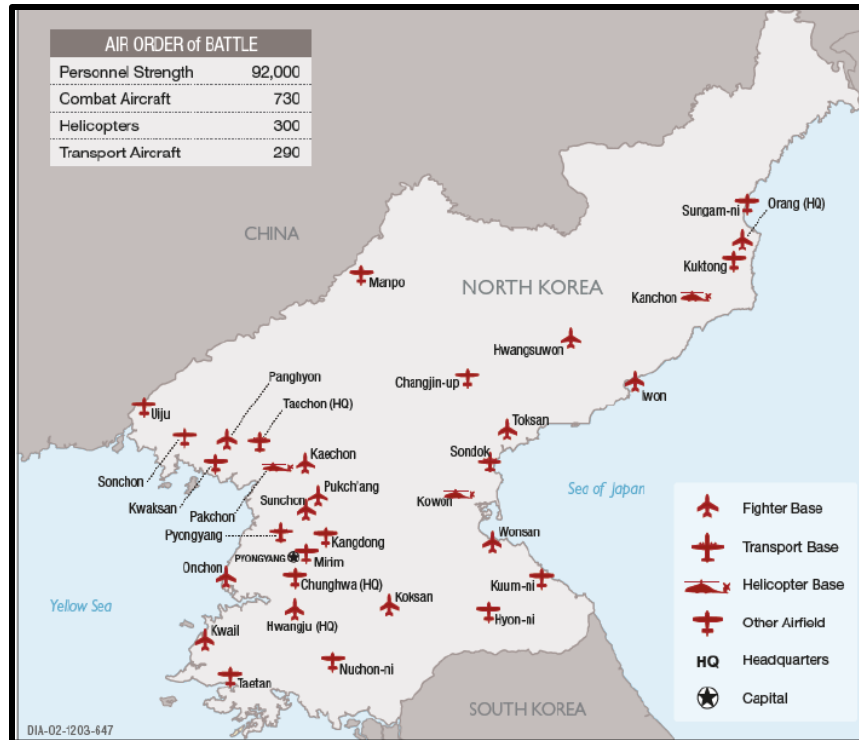 AIR ORDER of BATTLE
Personnel Strength 92,000
Combat Aircraft 730
Helicopters 300
Transport Aircraft 290
Sungam-ni
Orang (HQ)
CHINA
Kuktong
Manpo
NORTH KOREA
Kanchon
Hwangsuwon
Panghyon
Changjin-up
Iwon
Taechon (HQ)
Uiju
Toksan
Kaechon
Sondok
Sonchon
Pukch'ang
Sea of Japan
Kwaksan
Sunchon
Kowon
Pakchon
Fighter Base
Pyongyang
Wonsan
Kangdong
Transport Base
PYONGYANG
Mirim
Onchon
Chunghwa (HQ)
Kuum-ni
Helicopter Base
Koksan
Yellow Sea
Hwangju (HQ)
Hyon-ni
Other Airfield
Kwail
Nuchon-ni
HQ Headquarters
Taetan
Capital
SOUTH KOREA
DIA-02-1203-647